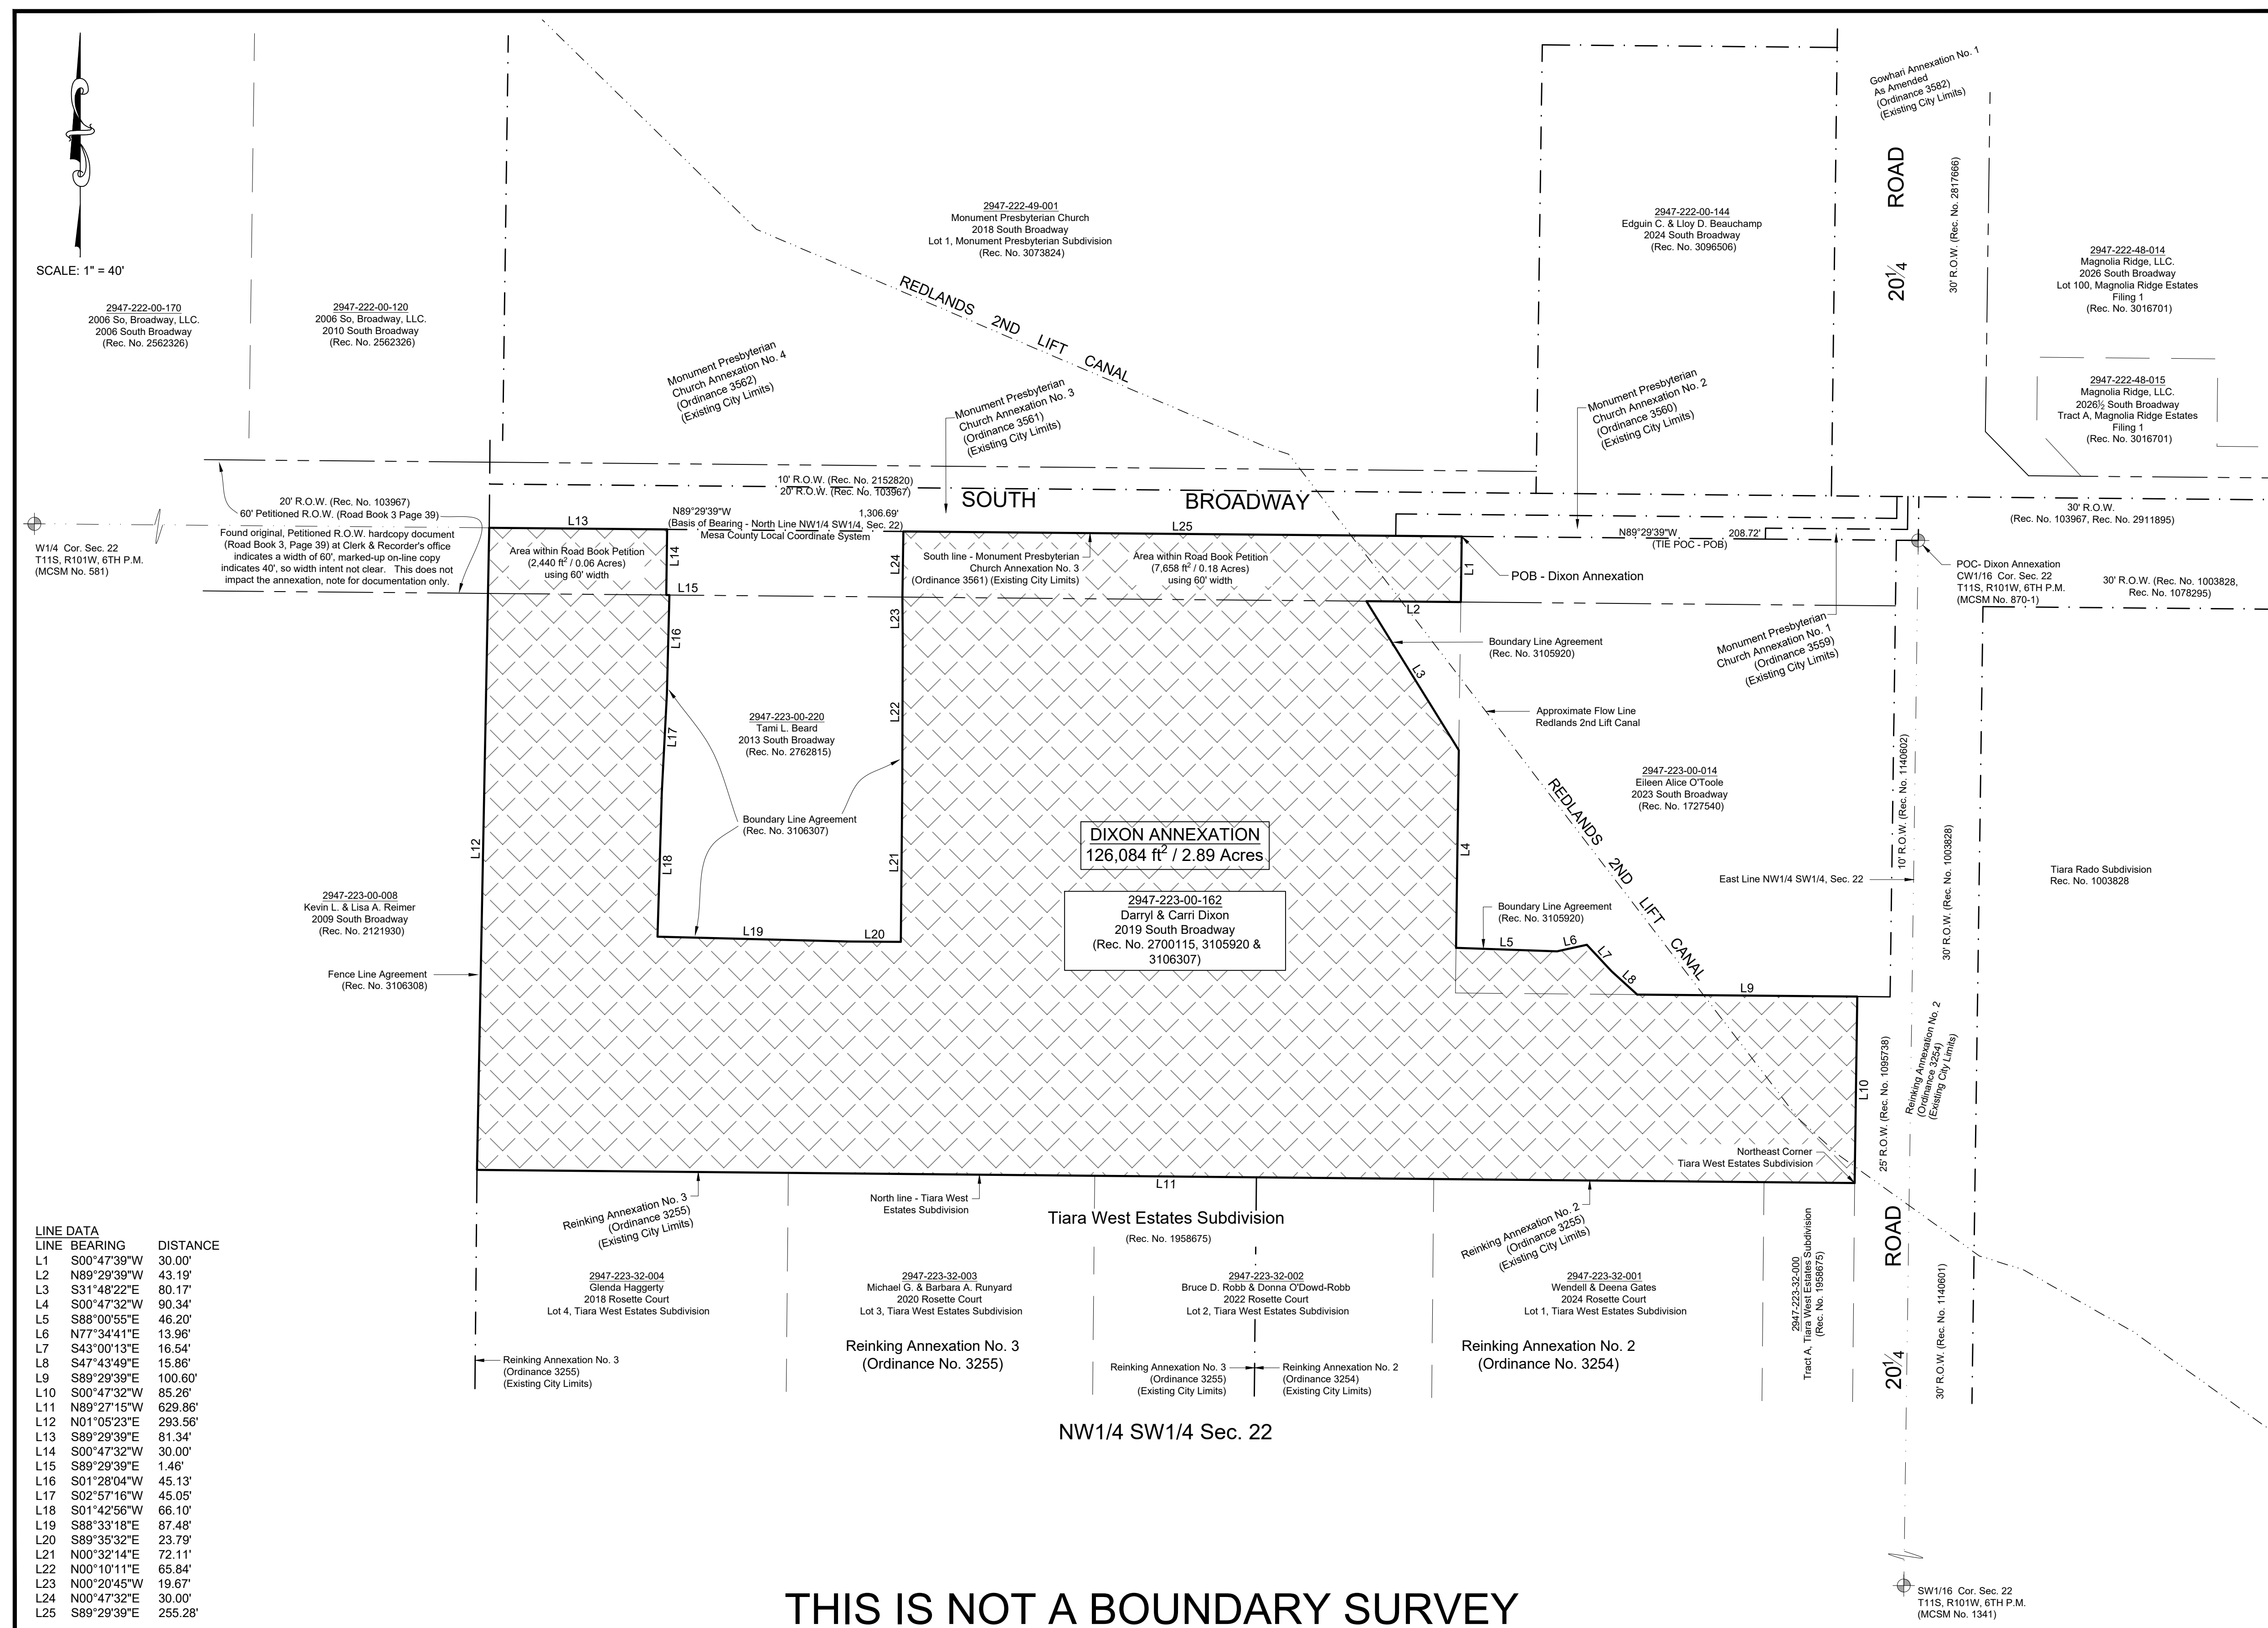 SCALE: 1" = 40'
2947-222-00-170
2006 So, Broadway, LLC.
2006 South Broadway
(Rec. No. 2562326)
2947-222-00-120
2006 So, Broadway, LLC.
2010 South Broadway
(Rec. No. 2562326)
2947-222-49-001
Monument Presbyterian Church
2018 South Broadway
Lot 1, Monument Presbyterian Subdivision
(Rec. No. 3073824)
REDLANDS 2ND LIFT CANAL
2947-222-00-144
Edguin C. & Lloy D. Beauchamp
2024 South Broadway
(Rec. No. 3096506)
Gowhari Annexation No. 1
As Amended
(Ordinance 3582)
(Existing City Limits)
20 1/4 ROAD
30' R.O.W. (Rec. No. 2817666)
2947-222-48-014
Magnolia Ridge, LLC.
2026 South Broadway
Lot 100, Magnolia Ridge Estates
Filing 1
(Rec. No. 3016701)
2947-222-48-015
Magnolia Ridge, LLC.
2026½ South Broadway
Tract A, Magnolia Ridge Estates
Filing 1
(Rec. No. 3016701)
Monument Presbyterian
Church Annexation No. 4
(Ordinance 3562)
(Existing City Limits)
Monument Presbyterian
Church Annexation No. 3
(Ordinance 3561)
(Existing City Limits)
Monument Presbyterian
Church Annexation No. 2
(Ordinance 3560)
(Existing City Limits)
10' R.O.W. (Rec. No. 2152820)
20' R.O.W. (Rec. No. 103967)
SOUTH BROADWAY
20' R.O.W. (Rec. No. 103967)
60' Petitioned R.O.W. (Road Book 3 Page 39)
Found original, Petitioned R.O.W. hardcopy document
(Road Book 3, Page 39) at Clerk & Recorder's office
indicates a width of 60', marked-up on-line copy
indicates 40', so width intent not clear. This does not
impact the annexation, note for documentation only.
W1/4 Cor. Sec. 22
T11S, R101W, 6TH P.M.
(MCSM No. 581)
L13
N89°29'39"W 1,306.69'
(Basis of Bearing - North Line NW1/4 SW1/4, Sec. 22)
Mesa County Local Coordinate System
L25
N89°29'39"W 208.72'
(TIE POC - POB)
30' R.O.W.
(Rec. No. 103967, Rec. No. 2911895)
Area within Road Book Petition
(2,440 ft² / 0.06 Acres)
using 60' width
L14
L15
L24
South line - Monument Presbyterian
Church Annexation No. 3
(Ordinance 3561) (Existing City Limits)
Area within Road Book Petition
(7,658 ft² / 0.18 Acres)
using 60' width
L1
POB - Dixon Annexation
POC- Dixon Annexation
CW1/16 Cor. Sec. 22
T11S, R101W, 6TH P.M.
(MCSM No. 870-1)
30' R.O.W. (Rec. No. 1003828,
Rec. No. 1078295)
L2
L16
L23
Boundary Line Agreement
(Rec. No. 3105920)
L3
Monument Presbyterian
Church Annexation No. 1
(Ordinance 3559)
(Existing City Limits)
2947-223-00-220
Tami L. Beard
2013 South Broadway
(Rec. No. 2762815)
L17
L22
Approximate Flow Line
Redlands 2nd Lift Canal
2947-223-00-014
Eileen Alice O'Toole
2023 South Broadway
(Rec. No. 1727540)
Boundary Line Agreement
(Rec. No. 3106307)
L12
L18
L21
DIXON ANNEXATION
126,084 ft² / 2.89 Acres
L4
REDLANDS 2ND LIFT CANAL
10' R.O.W. (Rec. No. 1140602)
30' R.O.W. (Rec. No. 1003828)
East Line NW1/4 SW1/4, Sec. 22
Tiara Rado Subdivision
Rec. No. 1003828
2947-223-00-008
Kevin L. & Lisa A. Reimer
2009 South Broadway
(Rec. No. 2121930)
2947-223-00-162
Darryl & Carri Dixon
2019 South Broadway
(Rec. No. 2700115, 3105920 &
3106307)
Boundary Line Agreement
(Rec. No. 3105920)
L19
L20
L5
L6
L7
L8
L9
Fence Line Agreement
(Rec. No. 3106308)
Reinking Annexation No. 2
(Ordinance 3254)
(Existing City Limits)
25' R.O.W. (Rec. No. 1095738)
L10
Northeast Corner
Tiara West Estates Subdivision
L11
Reinking Annexation No. 3
(Ordinance 3255)
(Existing City Limits)
North line - Tiara West
Estates Subdivision
Tiara West Estates Subdivision
(Rec. No. 1958675)
Reinking Annexation No. 2
(Ordinance 3255)
(Existing City Limits)
2947-223-32-004
Glenda Haggerty
2018 Rosette Court
Lot 4, Tiara West Estates Subdivision
2947-223-32-003
Michael G. & Barbara A. Runyard
2020 Rosette Court
Lot 3, Tiara West Estates Subdivision
2947-223-32-002
Bruce D. Robb & Donna O'Dowd-Robb
2022 Rosette Court
Lot 2, Tiara West Estates Subdivision
2947-223-32-001
Wendell & Deena Gates
2024 Rosette Court
Lot 1, Tiara West Estates Subdivision
2947-223-32-000
Tract A, Tiara West Estates Subdivision
(Rec. No. 1958675)
20 1/4 ROAD
30' R.O.W. (Rec. No. 1140601)
Reinking Annexation No. 3
(Ordinance 3255)
(Existing City Limits)
Reinking Annexation No. 3
(Ordinance No. 3255)
Reinking Annexation No. 3
(Ordinance 3255)
(Existing City Limits)
Reinking Annexation No. 2
(Ordinance 3254)
(Existing City Limits)
Reinking Annexation No. 2
(Ordinance No. 3254)
NW1/4 SW1/4 Sec. 22
LINE DATA
LINE BEARING DISTANCE
L1 S00°47'39"W 30.00'
L2 N89°29'39"W 43.19'
L3 S31°48'22"E 80.17'
L4 S00°47'32"W 90.34'
L5 S88°00'55"E 46.20'
L6 N77°34'41"E 13.96'
L7 S43°00'13"E 16.54'
L8 S47°43'49"E 15.86'
L9 S89°29'39"E 100.60'
L10 S00°47'32"W 85.26'
L11 N89°27'15"W 629.86'
L12 N01°05'23"E 293.56'
L13 S89°29'39"E 81.34'
L14 S00°47'32"W 30.00'
L15 S89°29'39"E 1.46'
L16 S01°28'04"W 45.13'
L17 S02°57'16"W 45.05'
L18 S01°42'56"W 66.10'
L19 S88°33'18"E 87.48'
L20 S89°35'32"E 23.79'
L21 N00°32'14"E 72.11'
L22 N00°10'11"E 65.84'
L23 N00°20'45"W 19.67'
L24 N00°47'32"E 30.00'
L25 S89°29'39"E 255.28'
THIS IS NOT A BOUNDARY SURVEY
SW1/16 Cor. Sec. 22
T11S, R101W, 6TH P.M.
(MCSM No. 1341)